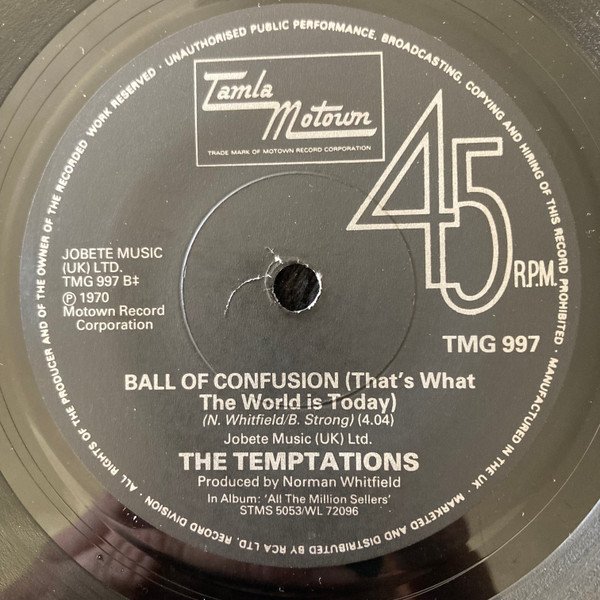 ALL RIGHTS OF THE PRODUCER AND OF THE OWNER OF THE RECORDED WORK RESERVED · UNAUTHORISED PUBLIC PERFORMANCE, BROADCASTING, COPYING AND HIRING OF THIS RECORD PROHIBITED · MANUFACTURED IN THE UK. MARKETED AND DISTRIBUTED BY RCA LTD. RECORD DIVISION ·
Tamla
Motown
TRADE MARK OF MOTOWN RECORD CORPORATION
45
R.P.M.
JOBETE MUSIC
(UK) LTD.
TMG 997 B‡
℗ 1970
Motown Record
Corporation
TMG 997
BALL OF CONFUSION (That's What
The World is Today)
(N. Whitfield/B. Strong) (4.04)
Jobete Music (UK) Ltd.
THE TEMPTATIONS
Produced by Norman Whitfield
In Album: 'All The Million Sellers'
STMS 5053/WL 72096